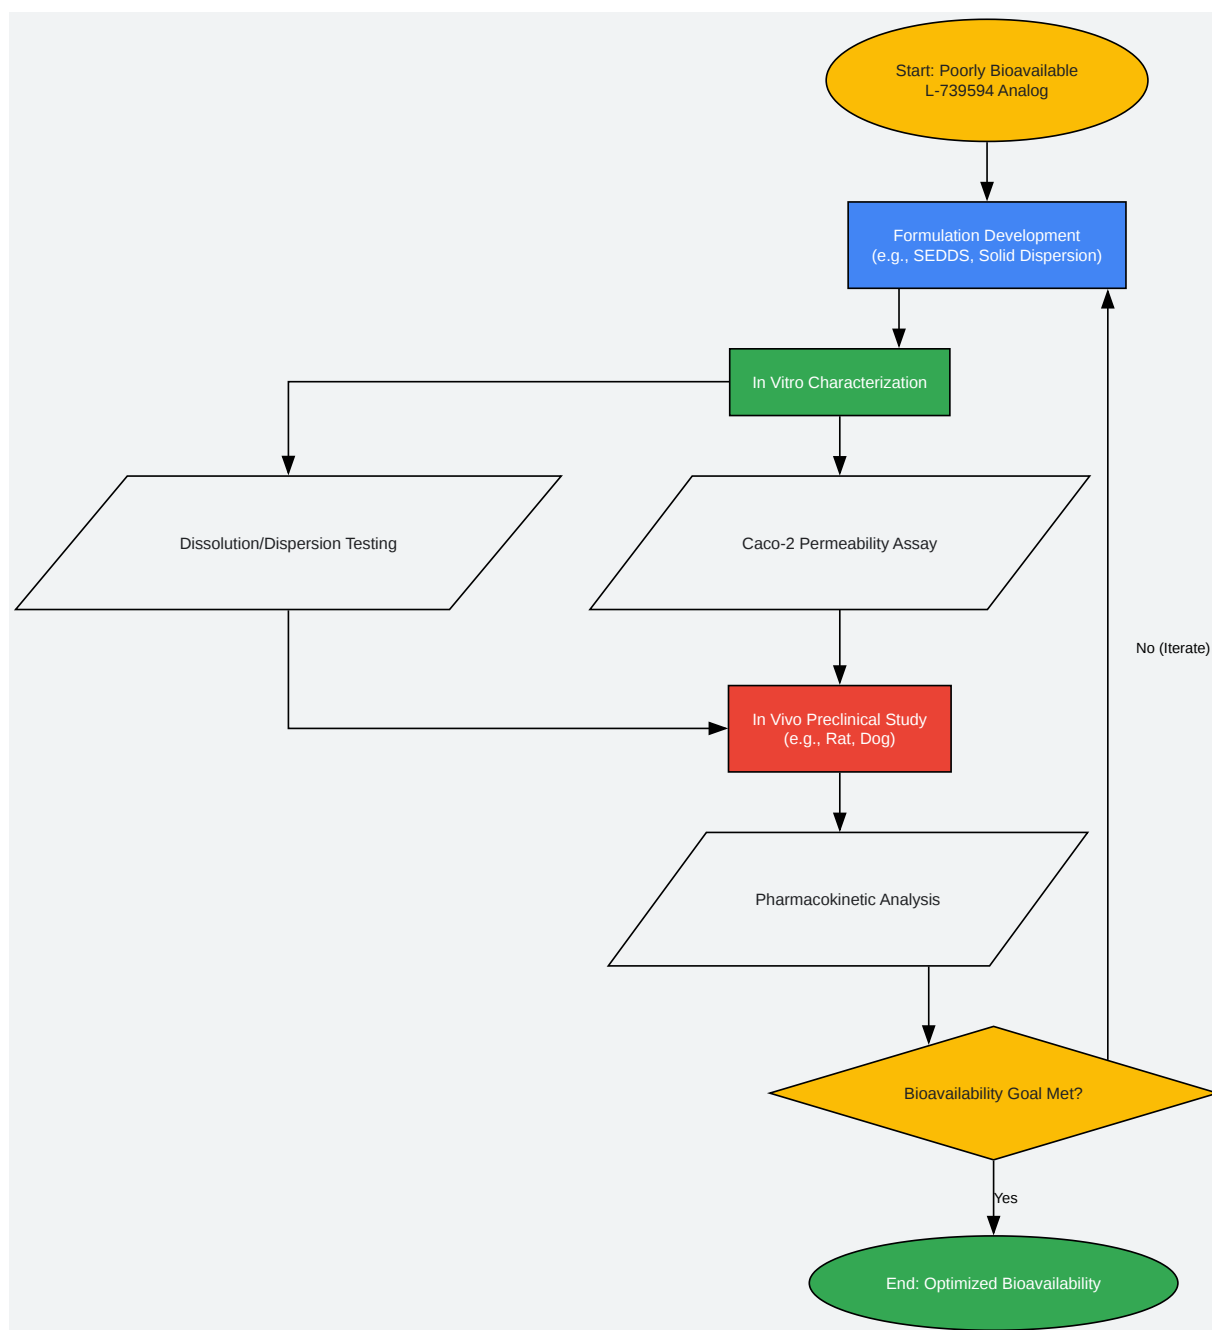 Start: Poorly Bioavailable
L-739594 Analog
Formulation Development
(e.g., SEDDS, Solid Dispersion)
In Vitro Characterization
Dissolution/Dispersion Testing
Caco-2 Permeability Assay
No (Iterate)
In Vivo Preclinical Study
(e.g., Rat, Dog)
Pharmacokinetic Analysis
Bioavailability Goal Met?
Yes
End: Optimized Bioavailability